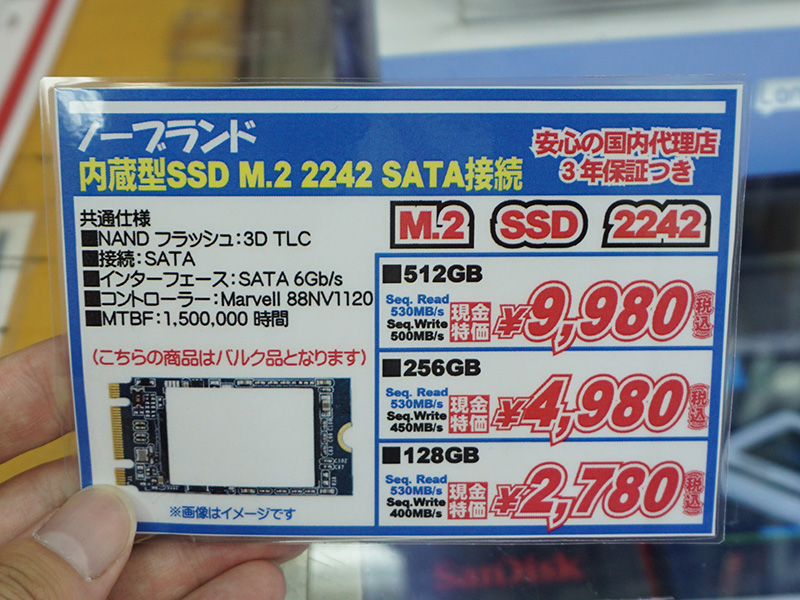 ノーブランド
内蔵型SSD M.2 2242 SATA接続
安心の国内代理店
3年保証つき
共通仕様
■NAND フラッシュ:3D TLC
■接続:SATA
■インターフェース:SATA 6Gb/s
■コントローラー:Marvell 88NV1120
■MTBF:1,500,000 時間
(こちらの商品はバルク品となります)
※画像はイメージです
M.2 SSD 2242
■512GB
Seq. Read
530MB/s
Seq.Write
500MB/s
現金
特価
¥9,980
(税込)
■256GB
Seq. Read
530MB/s
Seq.Write
450MB/s
現金
特価
¥4,980
(税込)
■128GB
Seq. Read
530MB/s
Seq.Write
400MB/s
現金
特価
¥2,780
(税込)
SanDisk